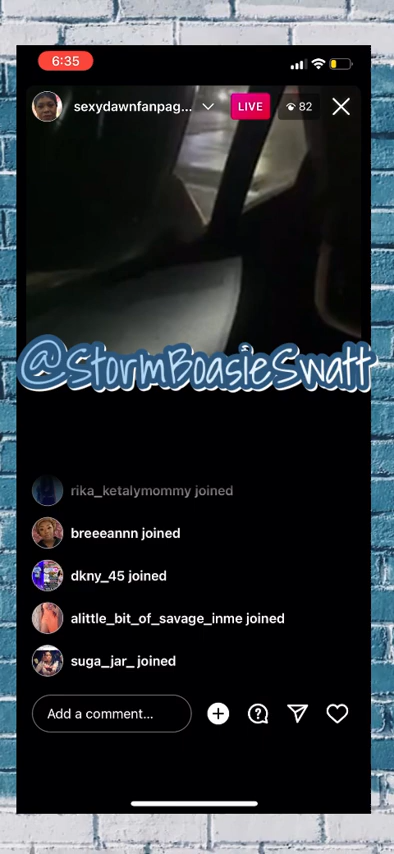 6:35
sexydawnfanpag...
LIVE
82
@StormBoasieSwatt
rika_ketalymommy joined
breeeannn joined
dkny_45 joined
alittle_bit_of_savage_inme joined
suga_jar_ joined
Add a comment...